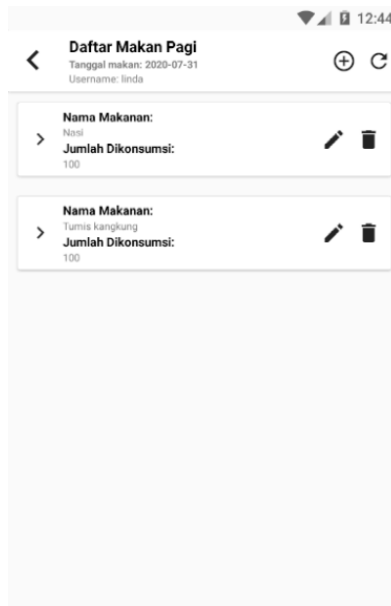 12:44
Daftar Makan Pagi
Tanggal makan: 2020-07-31
Username: linda
Nama Makanan:
Nasi
Jumlah Dikonsumsi:
100
Nama Makanan:
Tumis kangkung
Jumlah Dikonsumsi:
100